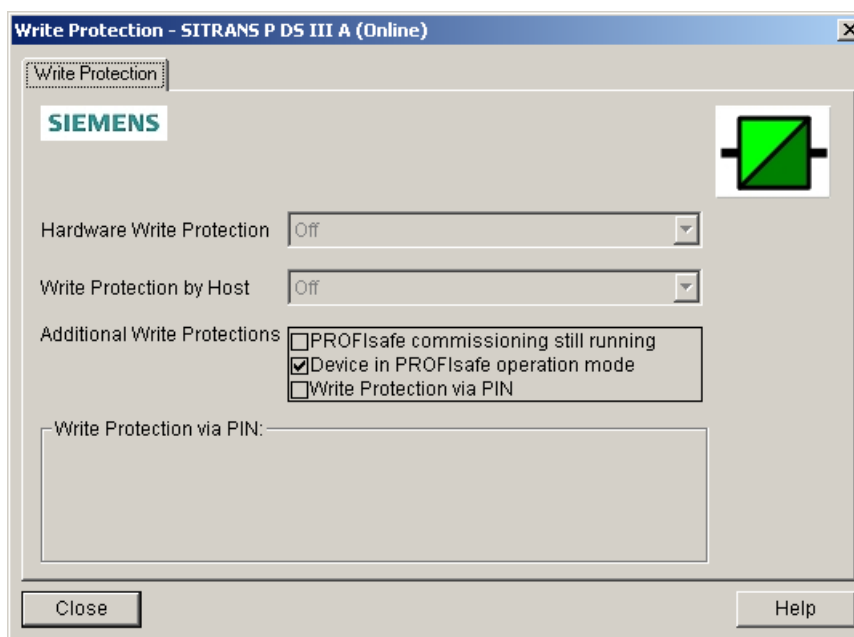 Write Protection - SITRANS P DS III A (Online)
Write Protection
SIEMENS
Hardware Write Protection Off
Write Protection by Host Off
Additional Write Protections
PROFIsafe commissioning still running
Device in PROFIsafe operation mode
Write Protection via PIN
Write Protection via PIN:
Close Help